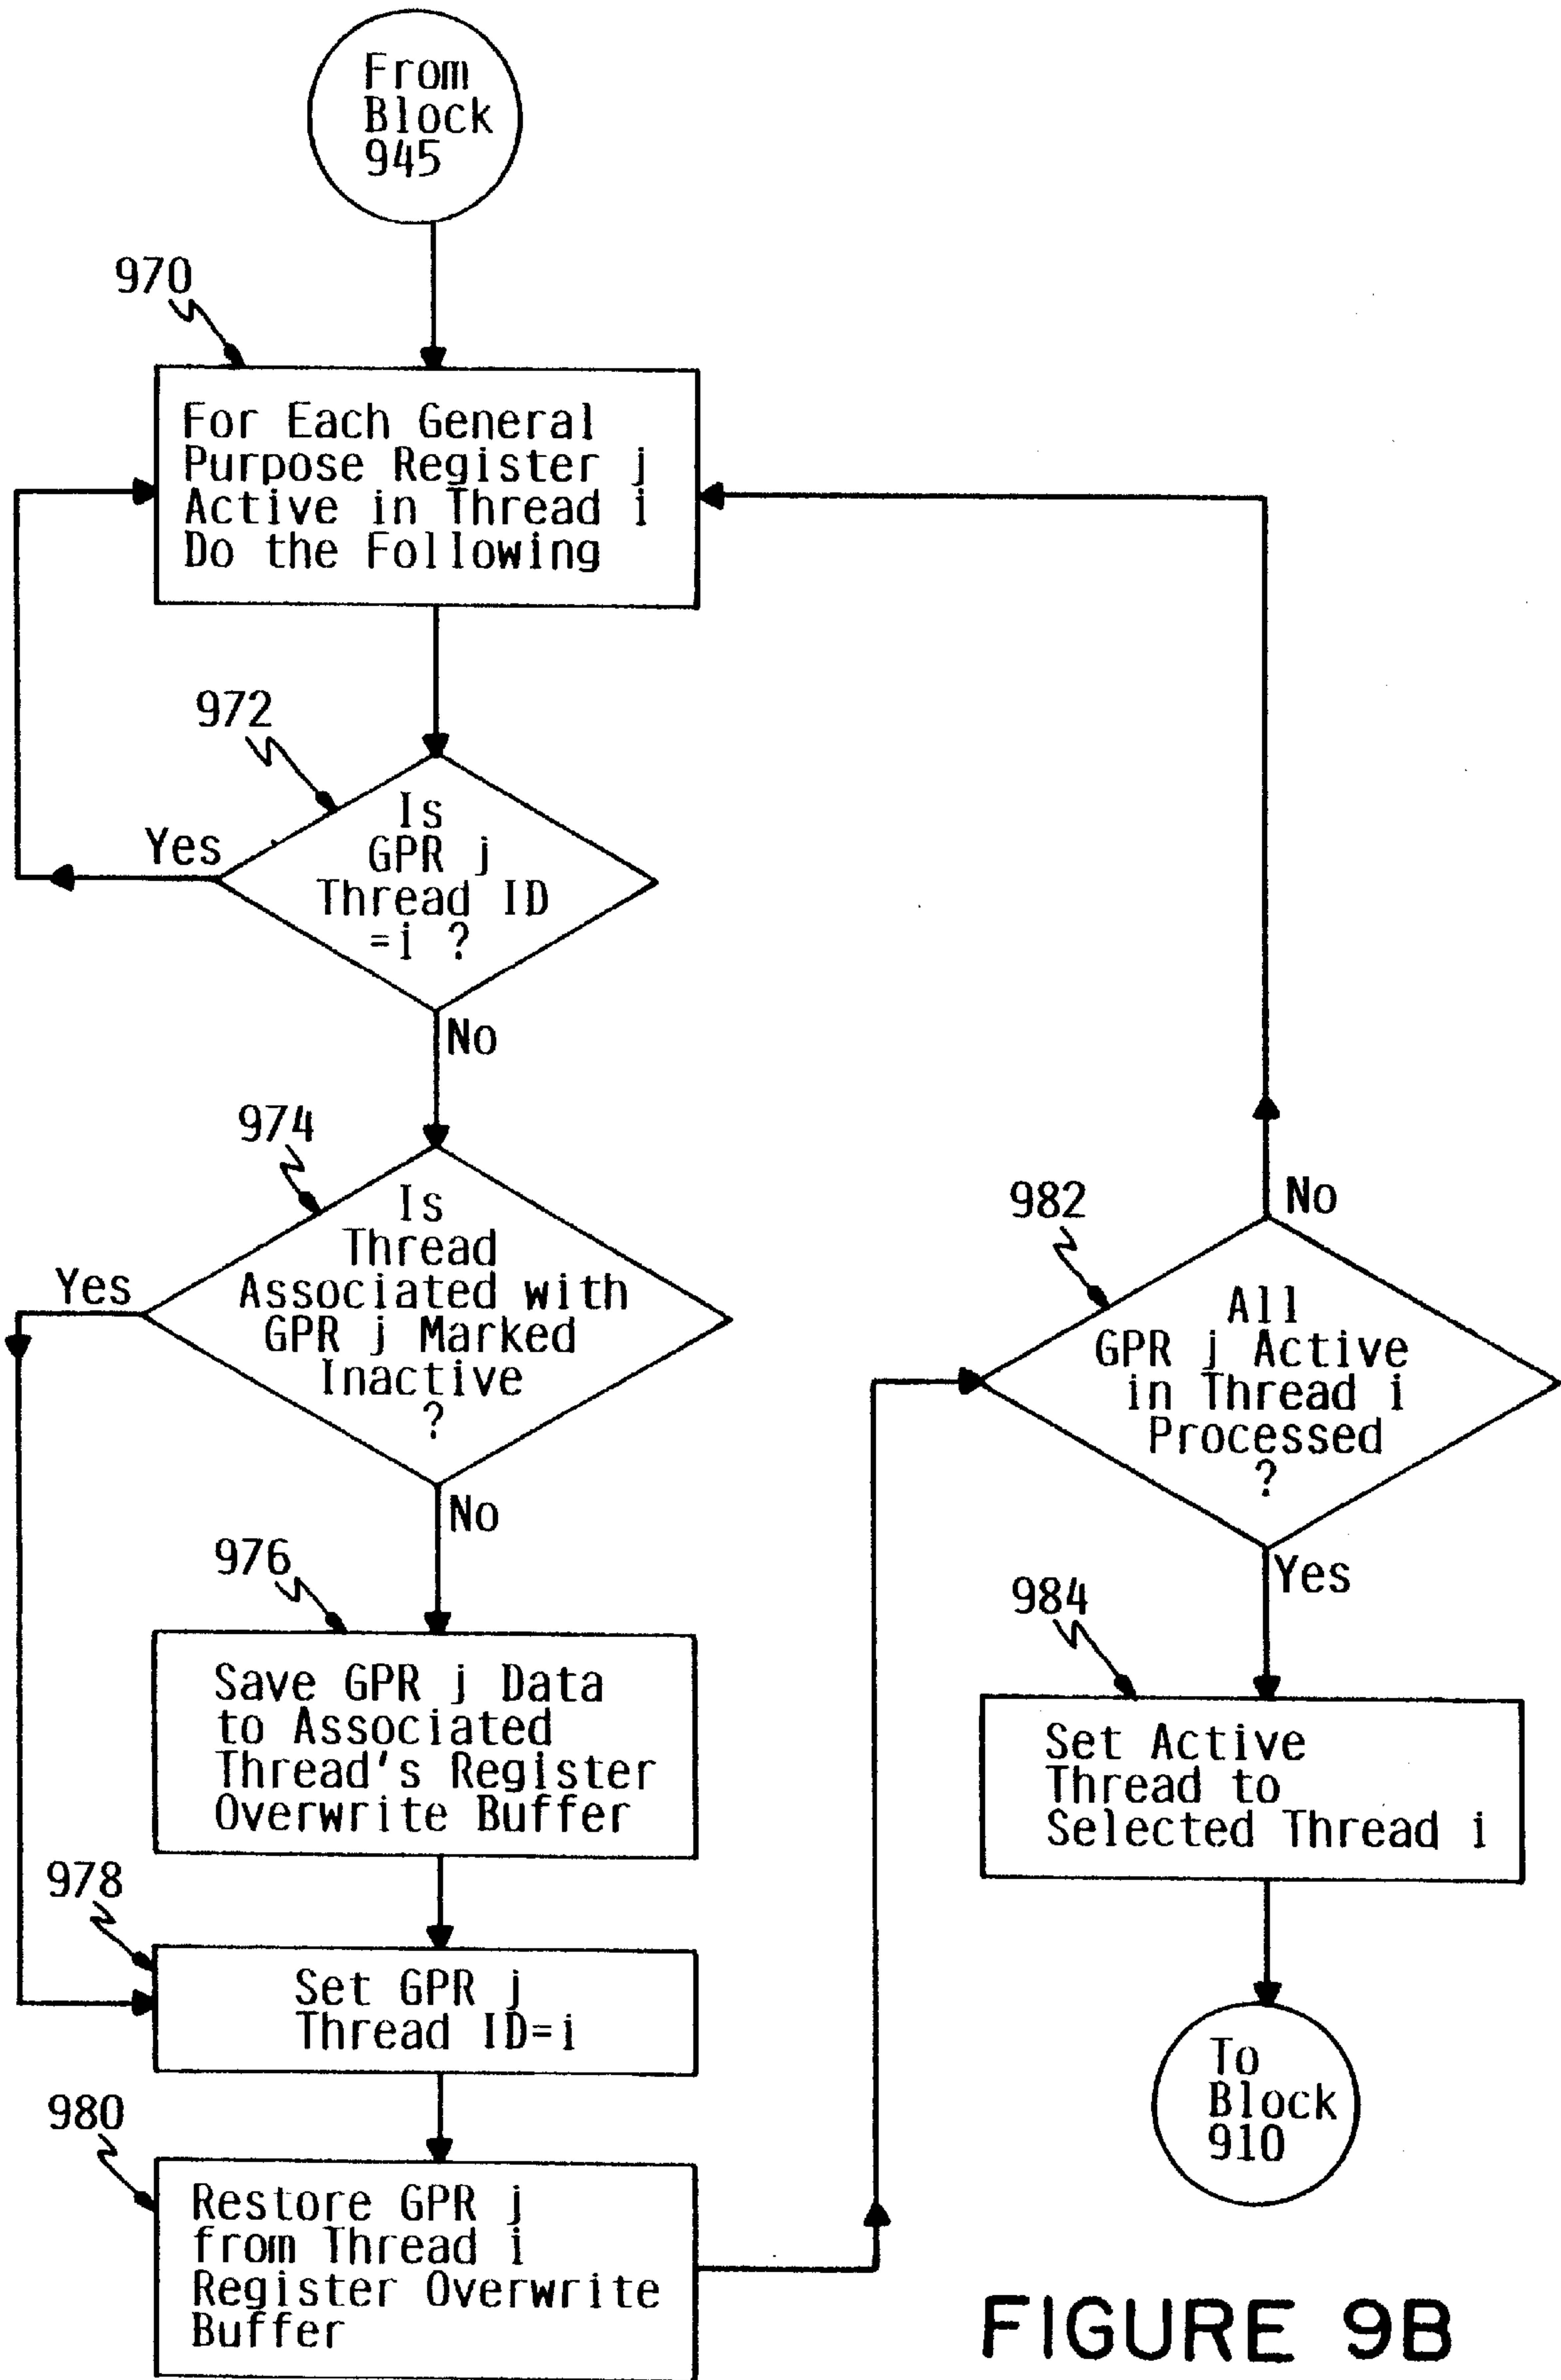 From
Block
945
970
For Each General
Purpose Register j
Active in Thread i
Do the Following
972
Is
GPR j
Thread ID
=i ?
Yes
No
974
Is
Thread
Associated with
GPR j Marked
Inactive
?
Yes
No
976
Save GPR j Data
to Associated
Thread's Register
Overwrite Buffer
978
Set GPR j
Thread ID=i
980
Restore GPR j
from Thread i
Register Overwrite
Buffer
982
All
GPR j Active
in Thread i
Processed
?
No
Yes
984
Set Active
Thread to
Selected Thread i
To
Block
910
FIGURE 9B